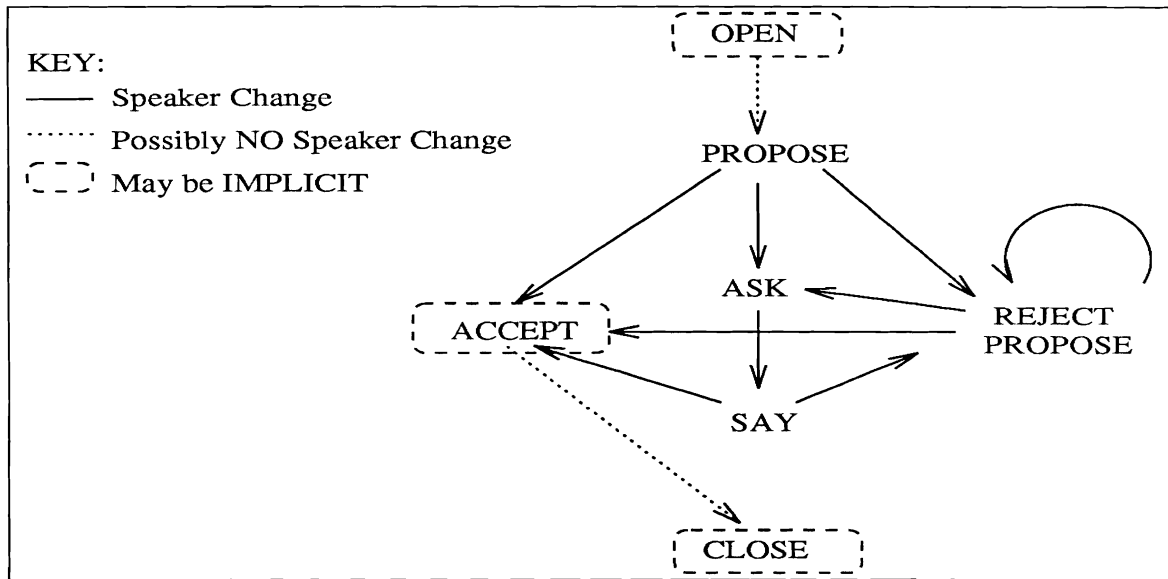 OPEN
KEY:
Speaker Change
Possibly NO Speaker Change
PROPOSE
May be IMPLICIT
ASK
ACCEPT
REJECT
PROPOSE
SAY
CLOSE